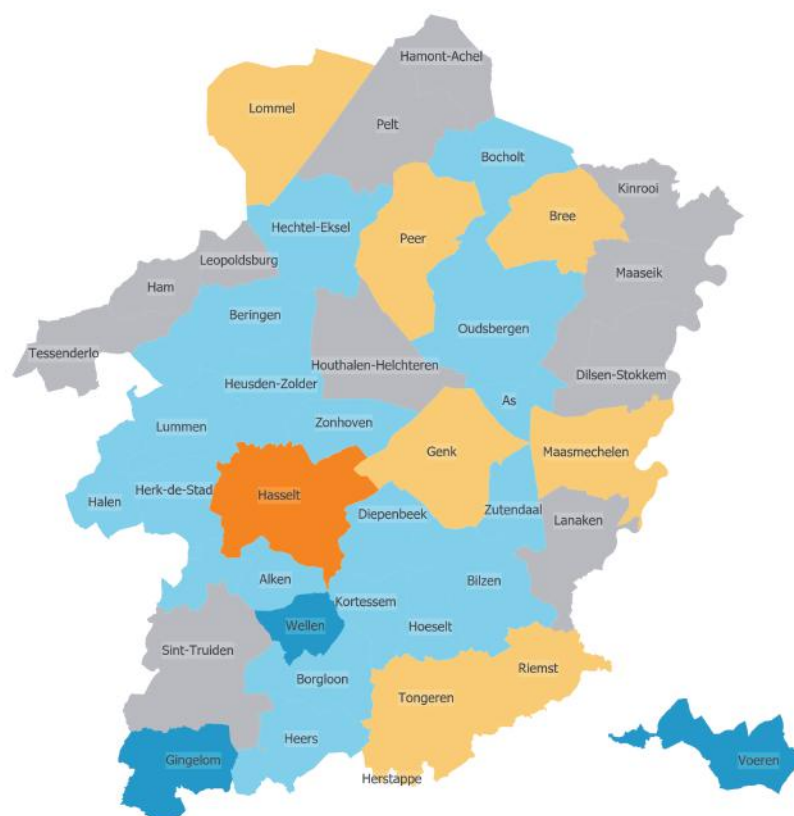 Hamont-Achel
Lommel
Pelt
Bocholt
Kinrooi
Bree
Hechtel-Eksel
Peer
Leopoldsburg
Maaseik
Ham
Beringen
Oudsbergen
Tessenderlo
Houthalen-Helchteren
Dilsen-Stokkem
Heusden-Zolder
As
Zonhoven
Lummen
Genk
Maasmechelen
Herk-de-Stad
Hasselt
Halen
Diepenbeek
Zutendaal
Lanaken
Alken
Bilzen
Kortessem
Wellen
Hoeselt
Sint-Truiden
Riemst
Borgloon
Tongeren
Heers
Gingelom
Voeren
Herstappe